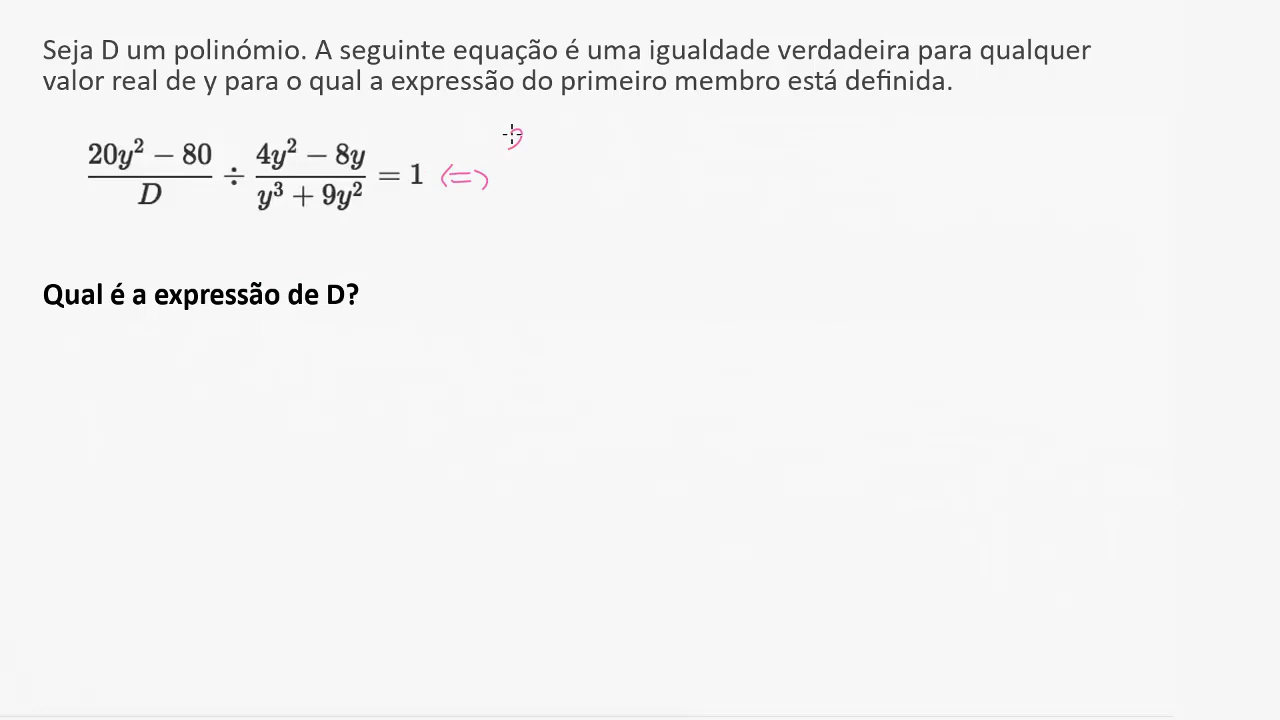 Seja D um polinómio. A seguinte equação é uma igualdade verdadeira para qualquer
valor real de y para o qual a expressão do primeiro membro está definida.
20y² − 80 / D ÷ 4y² − 8y / y³ + 9y² = 1 ⇔
Qual é a expressão de D?